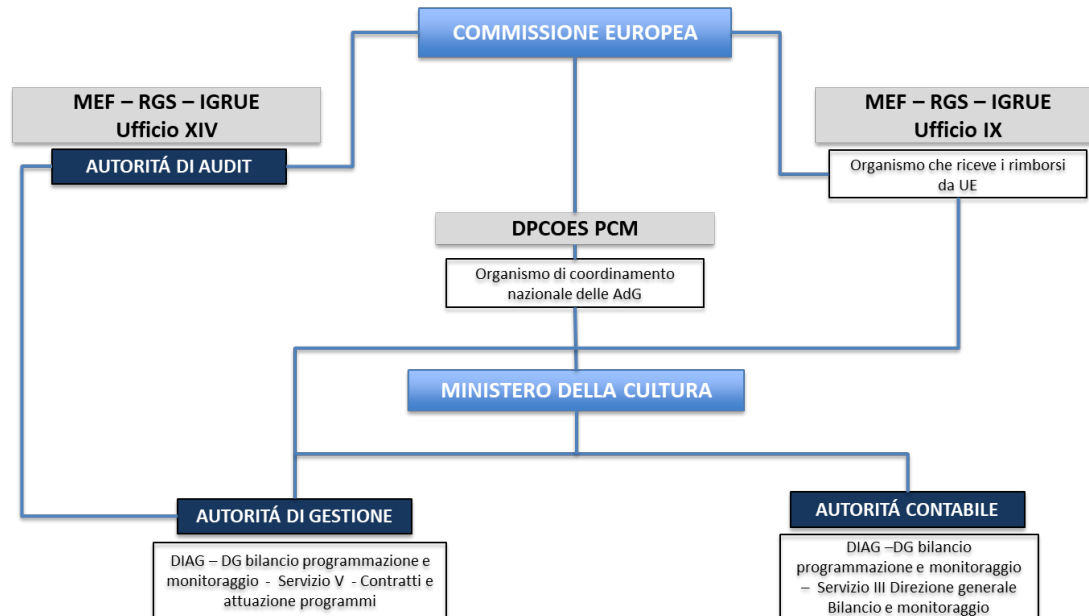 COMMISSIONE EUROPEA
MEF – RGS – IGRUE
Ufficio XIV
AUTORITÁ DI AUDIT
MEF – RGS – IGRUE
Ufficio IX
Organismo che riceve i rimborsi
da UE
DPCOES PCM
Organismo di coordinamento
nazionale delle AdG
MINISTERO DELLA CULTURA
AUTORITÁ DI GESTIONE
DIAG – DG bilancio programmazione e
monitoraggio - Servizio V - Contratti e
attuazione programmi
AUTORITÁ CONTABILE
DIAG –DG bilancio
programmazione e monitoraggio
– Servizio III Direzione generale
Bilancio e monitoraggio